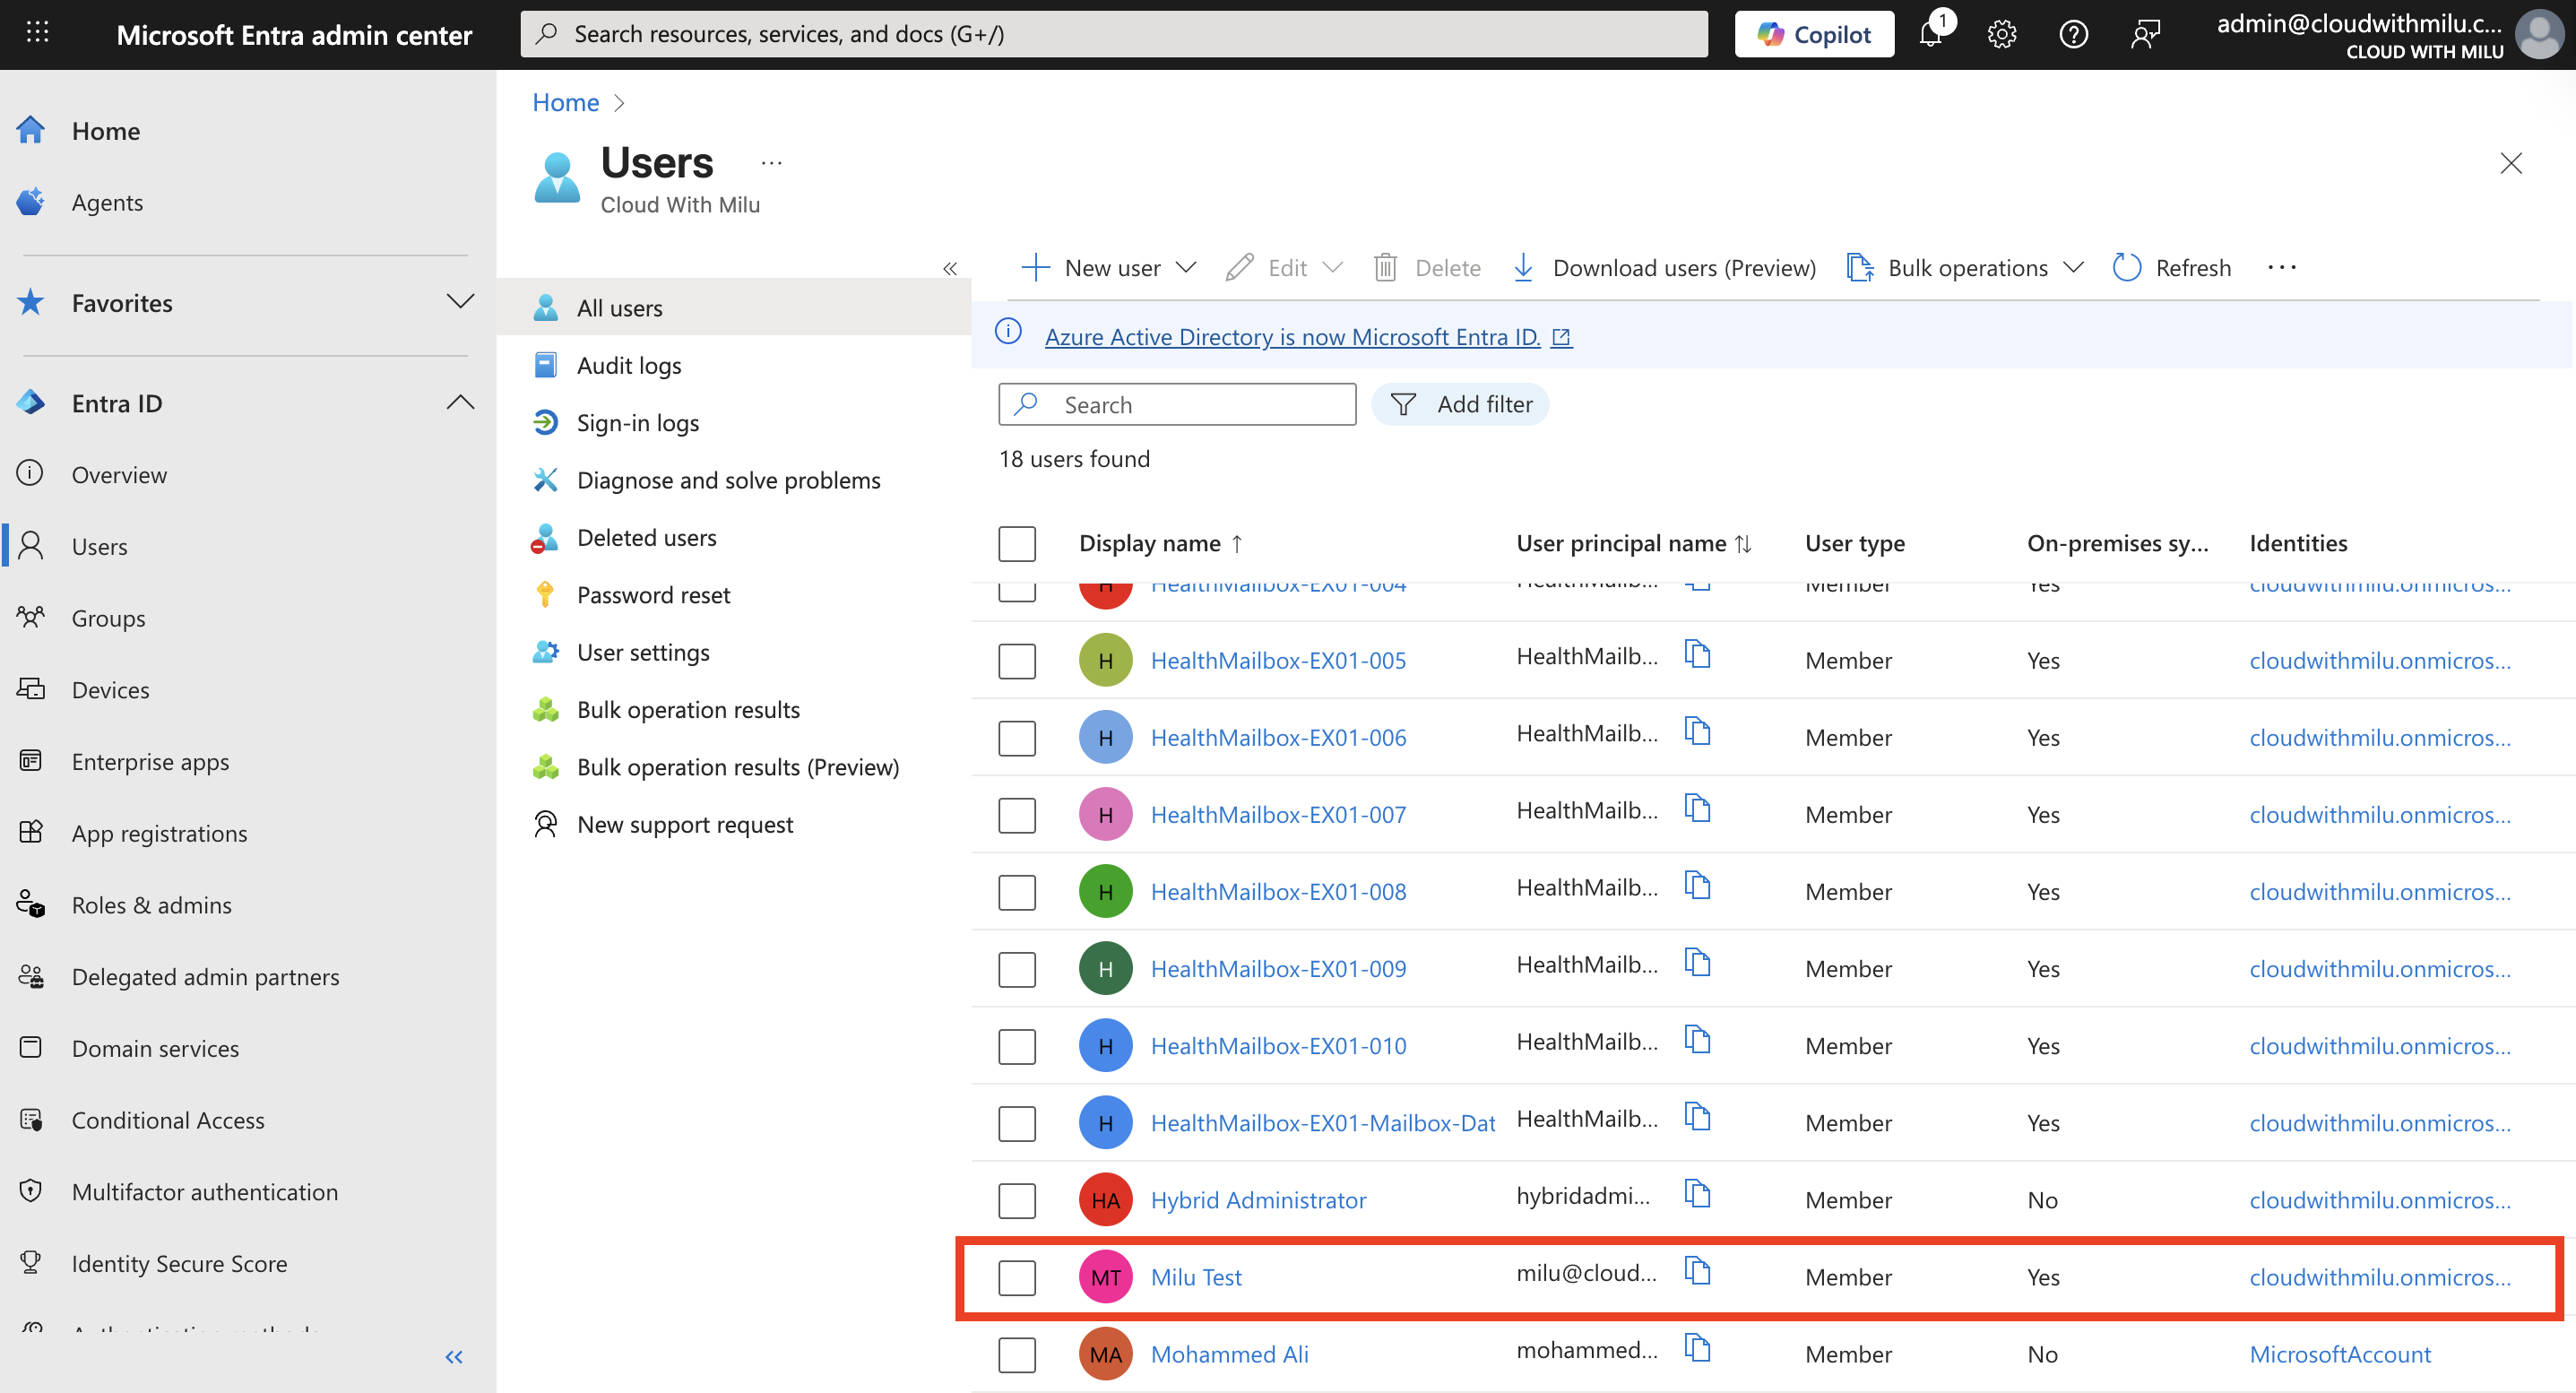 Microsoft Entra admin center
Search resources, services, and docs (G+/)
Copilot
1
admin@cloudwithmilu.c...
CLOUD WITH MILU
Home
Agents
Favorites
Entra ID
Overview
Users
Groups
Devices
Enterprise apps
App registrations
Roles & admins
Delegated admin partners
Domain services
Conditional Access
Multifactor authentication
Identity Secure Score
Home
Users ...
Cloud With Milu
All users
Audit logs
Sign-in logs
Diagnose and solve problems
Deleted users
Password reset
User settings
Bulk operation results
Bulk operation results (Preview)
New support request
New user Edit Delete Download users (Preview) Bulk operations Refresh ...
Azure Active Directory is now Microsoft Entra ID.
Search Add filter
18 users found
Display name ↑ User principal name ↑↓ User type On-premises sy... Identities
H HealthMailbox-EX01-004 HealthMailb... Member Yes cloudwithmilu.onmicros...
H HealthMailbox-EX01-005 HealthMailb... Member Yes cloudwithmilu.onmicros...
H HealthMailbox-EX01-006 HealthMailb... Member Yes cloudwithmilu.onmicros...
H HealthMailbox-EX01-007 HealthMailb... Member Yes cloudwithmilu.onmicros...
H HealthMailbox-EX01-008 HealthMailb... Member Yes cloudwithmilu.onmicros...
H HealthMailbox-EX01-009 HealthMailb... Member Yes cloudwithmilu.onmicros...
H HealthMailbox-EX01-010 HealthMailb... Member Yes cloudwithmilu.onmicros...
H HealthMailbox-EX01-Mailbox-Dat HealthMailb... Member Yes cloudwithmilu.onmicros...
HA Hybrid Administrator hybridadmi... Member No cloudwithmilu.onmicros...
MT Milu Test milu@cloud... Member Yes cloudwithmilu.onmicros...
MA Mohammed Ali mohammed... Member No MicrosoftAccount